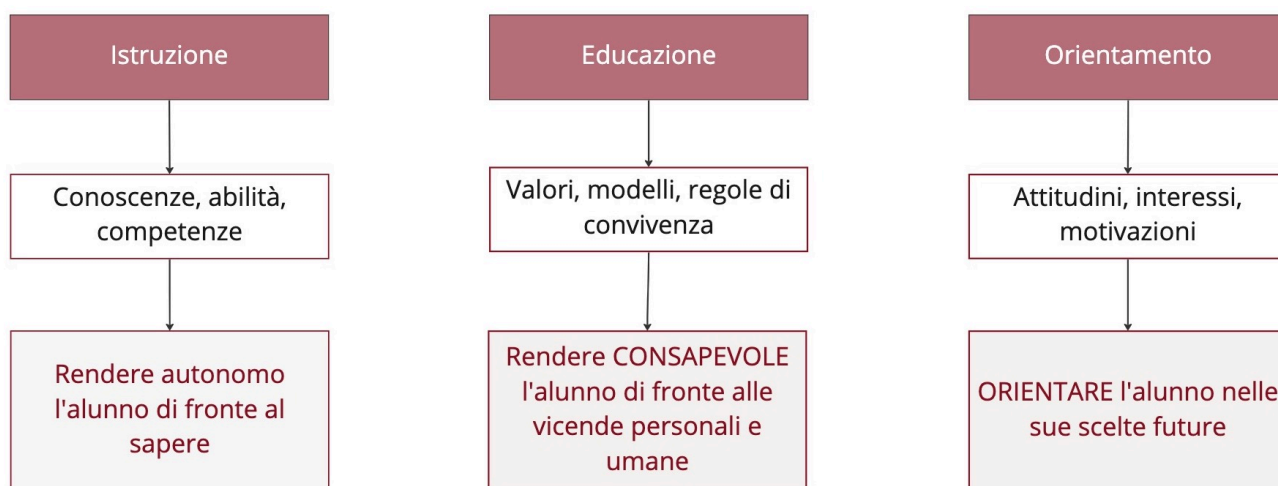 Istruzione
Conoscenze, abilità,
competenze
Rendere autonomo
l'alunno di fronte al
sapere
Educazione
Valori, modelli, regole di
convivenza
Rendere CONSAPEVOLE
l'alunno di fronte alle
vicende personali e
umane
Orientamento
Attitudini, interessi,
motivazioni
ORIENTARE l'alunno nelle
sue scelte future